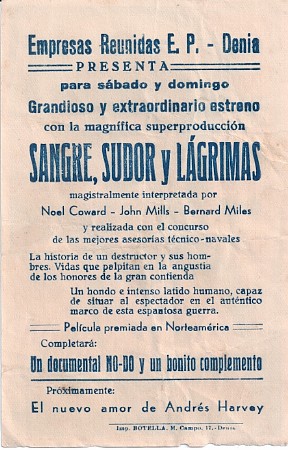 Empresas Reunidas E. P. - Denia
PRESENTA
para sábado y domingo
Grandioso y extraordinario estreno
con la magnífica superproducción
SANGRE, SUDOR y LÁGRIMAS
magistralmente interpretada por
Noel Coward - John Mills - Bernard Miles
y realizada con el concurso
de las mejores asesorías técnico-navales
La historia de un destructor y sus hom-
bres. Vidas que palpitan en la angustia
de los honores de la gran contienda
Un hondo e intenso latido humano, capaz
de situar al espectador en el auténtico
marco de esta espantosa guerra.
Película premiada en Norteamérica
Completará:
Un documental NO-DO y un bonito complemento
Próximamente:
El nuevo amor de Andrés Harvey
Imp. BOTELLA. M. Campo, 17.-Denia